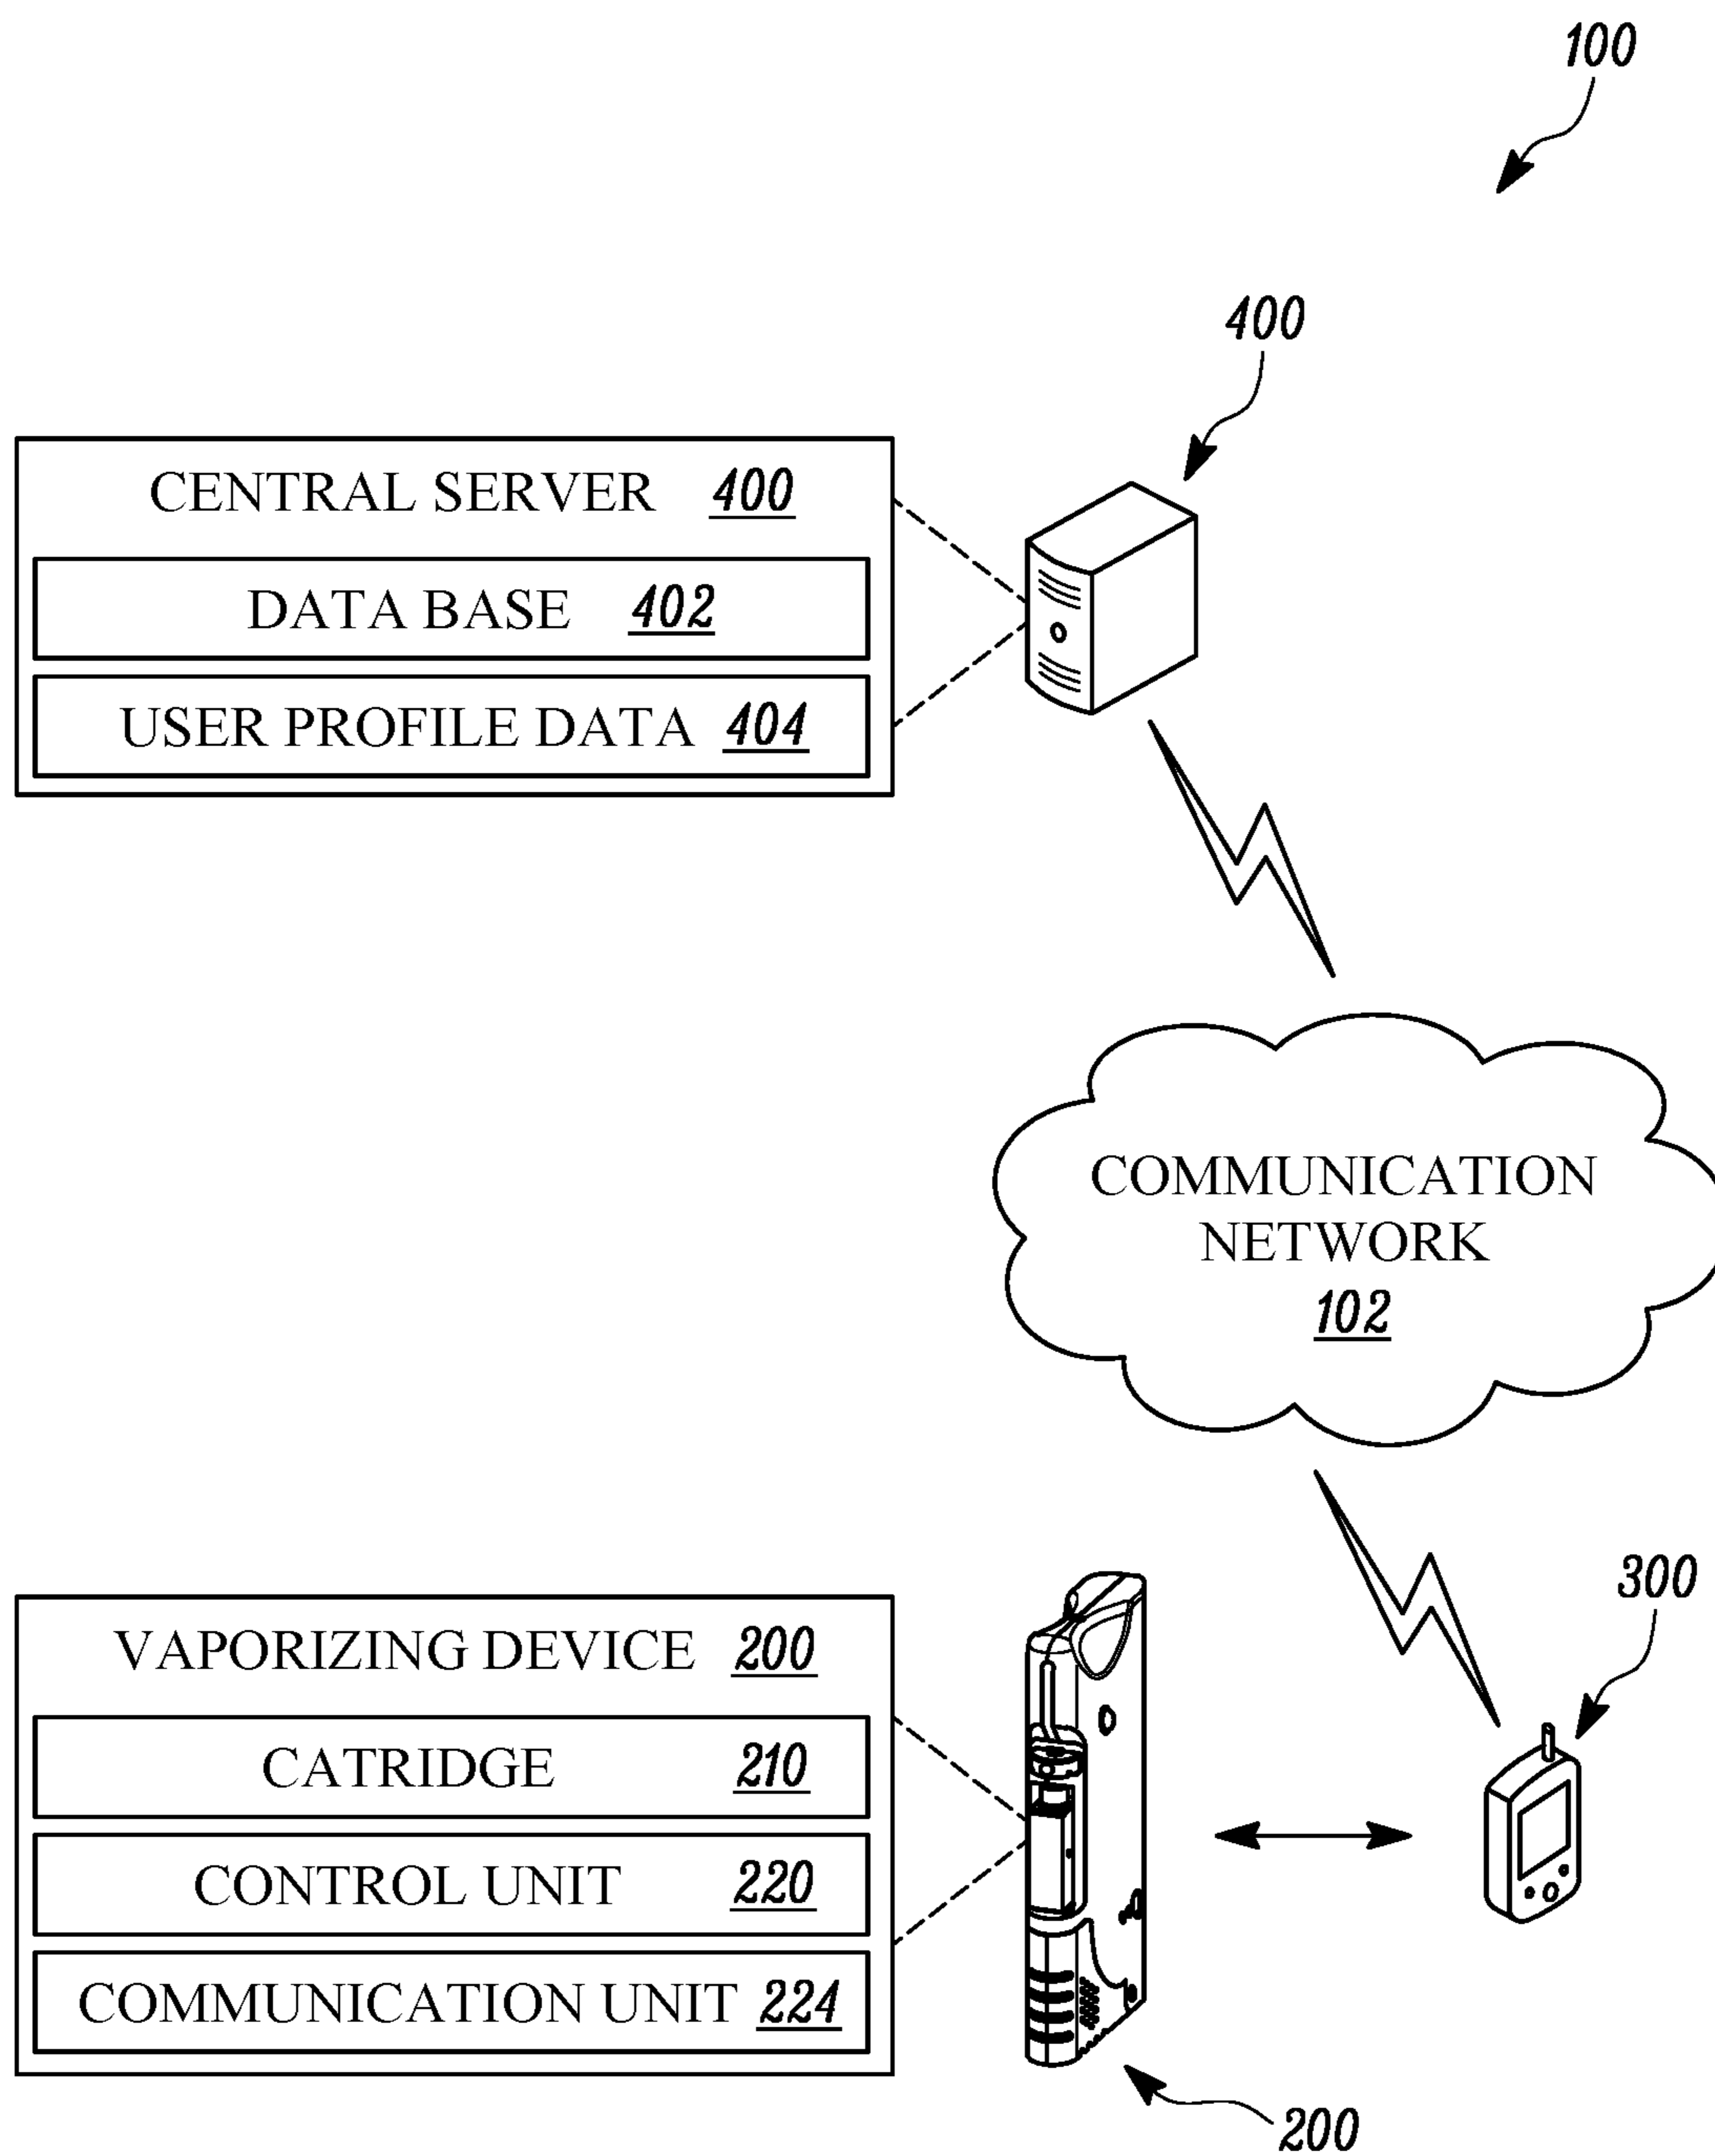 100
400
CENTRAL SERVER 400
DATA BASE 402
USER PROFILE DATA 404
COMMUNICATION
NETWORK
102
300
VAPORIZING DEVICE 200
CATRIDGE 210
CONTROL UNIT 220
COMMUNICATION UNIT 224
200